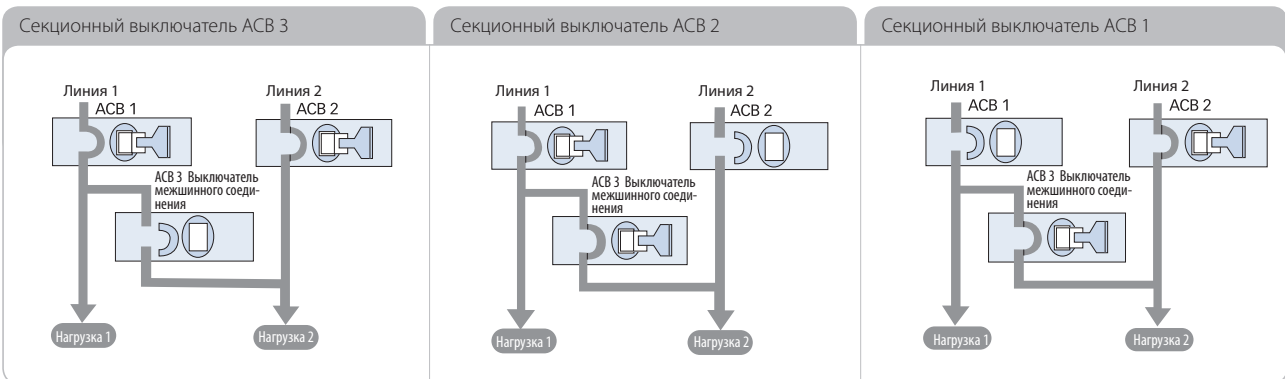 Секционный выключатель ACB 3
Линия 1
ACB 1
Линия 2
ACB 2
ACB 3 Выключатель
межшинного соеди-
нения
Нагрузка 1
Нагрузка 2
Секционный выключатель ACB 2
Линия 1
ACB 1
Линия 2
ACB 2
ACB 3 Выключатель
межшинного соеди-
нения
Нагрузка 1
Нагрузка 2
Секционный выключатель ACB 1
Линия 1
ACB 1
Линия 2
ACB 2
ACB 3 Выключатель
межшинного соеди-
нения
Нагрузка 1
Нагрузка 2